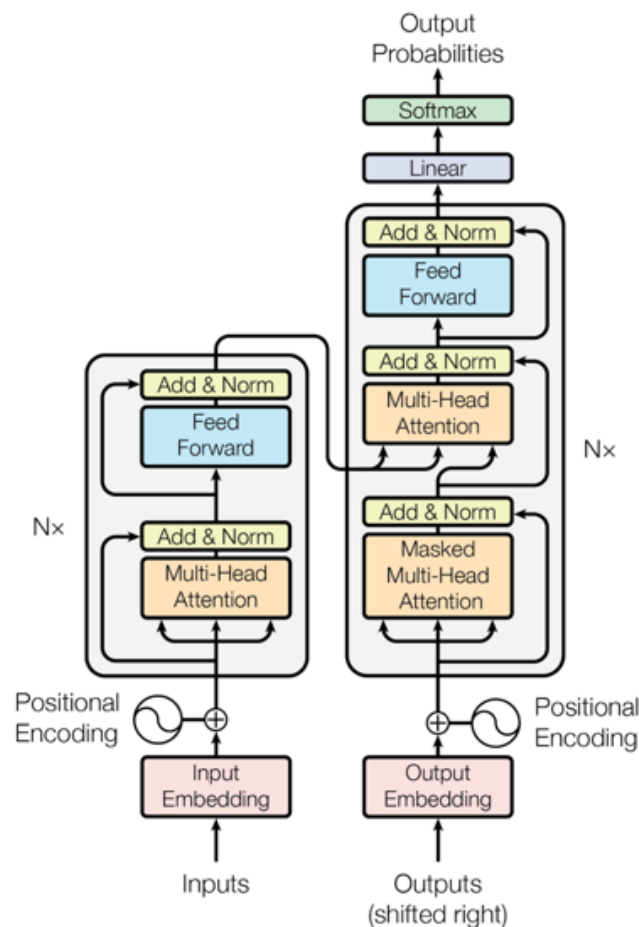 Output
Probabilities
Softmax
Linear
Add & Norm
Feed
Forward
Add & Norm
Multi-Head
Attention
Nx
Add & Norm
Masked
Multi-Head
Attention
Positional
Encoding
Output
Embedding
Outputs
(shifted right)
Add & Norm
Feed
Forward
Nx
Add & Norm
Multi-Head
Attention
Positional
Encoding
Input
Embedding
Inputs